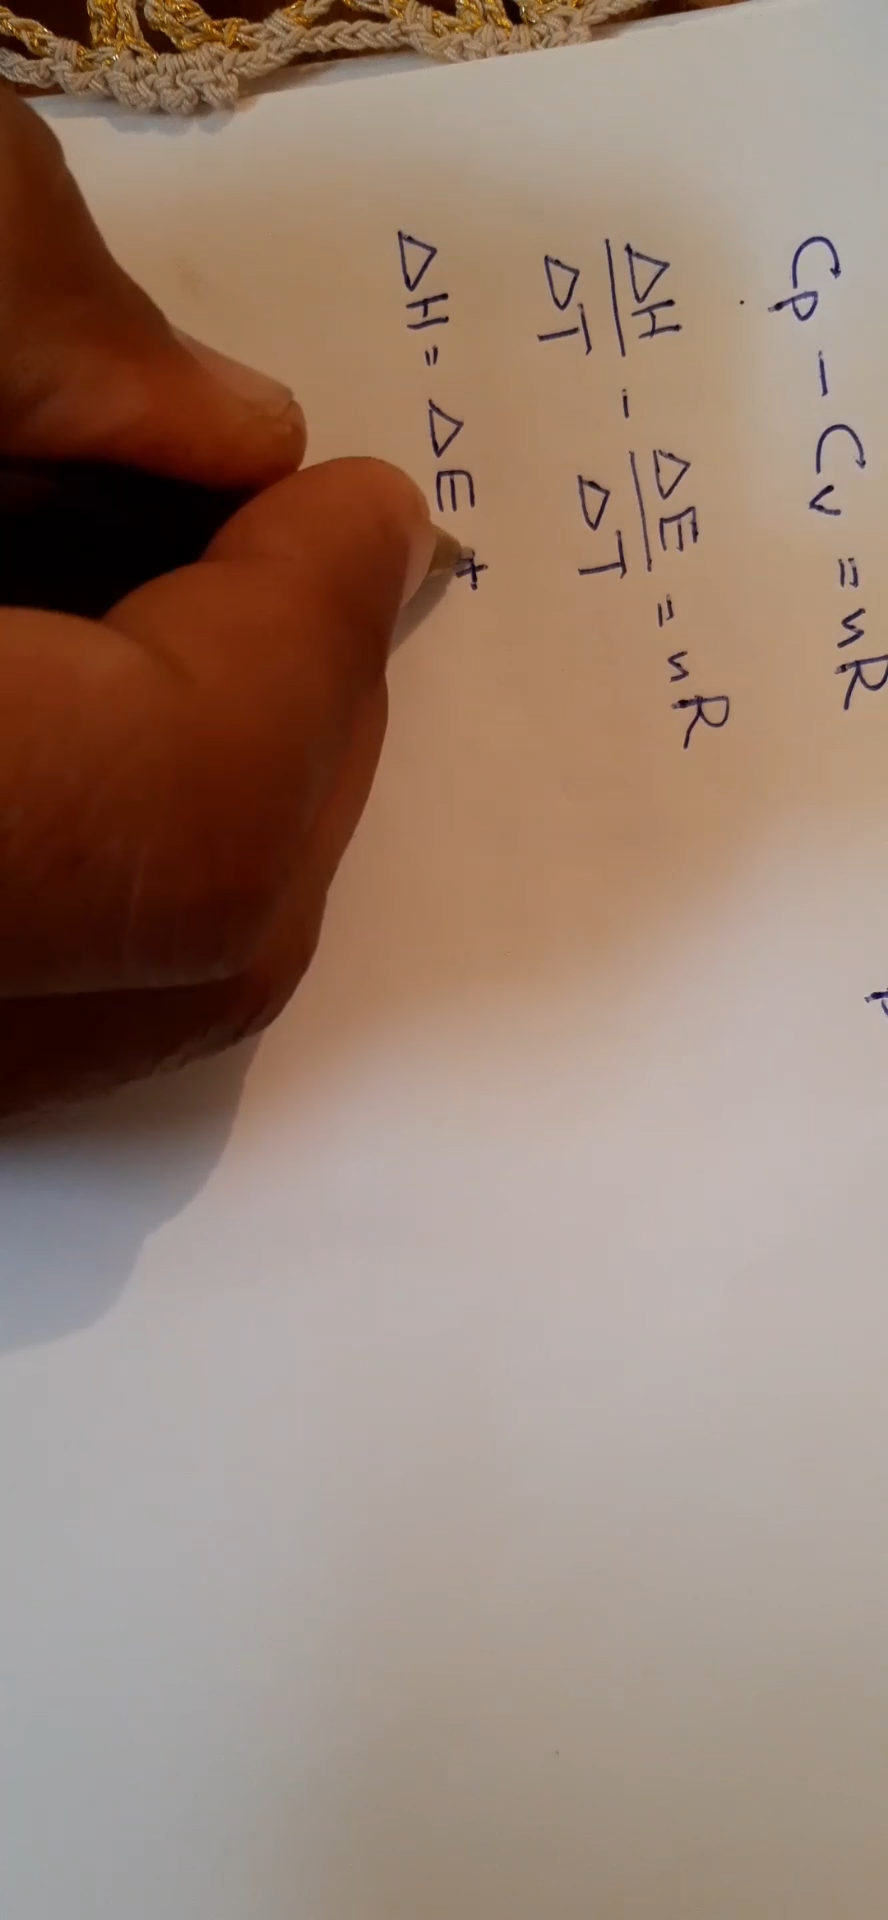 Cp - Cv = nR
ΔH/ΔT - ΔE/ΔT = nR
ΔH = ΔE +